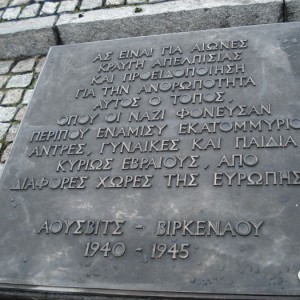 ΑΣ ΕΙΝΑΙ ΓΙΑ ΑΙΩΝΕΣ
ΚΡΑΥΓΗ ΑΠΕΛΠΙΣΙΑΣ
ΚΑΙ ΠΡΟΕΙΔΟΠΟΙΗΣΗ
ΓΙΑ ΤΗΝ ΑΝΘΡΩΠΟΤΗΤΑ
ΑΥΤΟΣ Ο ΤΟΠΟΣ,
ΟΠΟΥ ΟΙ ΝΑΖΙ ΦΟΝΕΥΣΑΝ
ΠΕΡΙΠΟΥ ΕΝΑΜΙΣΥ ΕΚΑΤΟΜΜΥΡΙΟ
ΑΝΤΡΕΣ, ΓΥΝΑΙΚΕΣ ΚΑΙ ΠΑΙΔΙΑ
ΚΥΡΙΩΣ ΕΒΡΑΙΟΥΣ, ΑΠΟ
ΔΙΑΦΟΡΕΣ ΧΩΡΕΣ ΤΗΣ ΕΥΡΩΠΗΣ
ΑΟΥΣΒΙΤΣ - ΒΙΡΚΕΝΑΟΥ
1940 - 1945